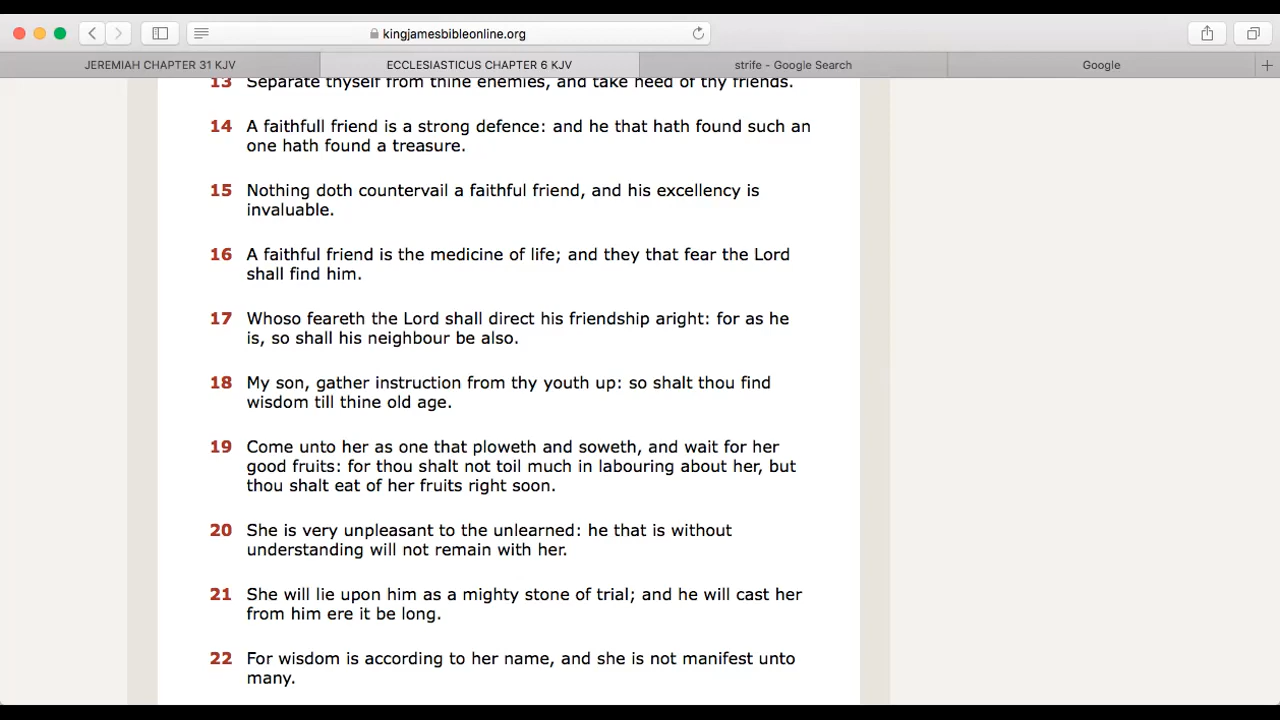 kingjamesbibleonline.org
JEREMIAH CHAPTER 31 KJV
ECCLESIASTICUS CHAPTER 6 KJV
strife - Google Search
Google
13 Separate thyself from thine enemies, and take heed of thy friends.
14 A faithfull friend is a strong defence: and he that hath found such an
one hath found a treasure.
15 Nothing doth countervail a faithful friend, and his excellency is
invaluable.
16 A faithful friend is the medicine of life; and they that fear the Lord
shall find him.
17 Whoso feareth the Lord shall direct his friendship aright: for as he
is, so shall his neighbour be also.
18 My son, gather instruction from thy youth up: so shalt thou find
wisdom till thine old age.
19 Come unto her as one that ploweth and soweth, and wait for her
good fruits: for thou shalt not toil much in labouring about her, but
thou shalt eat of her fruits right soon.
20 She is very unpleasant to the unlearned: he that is without
understanding will not remain with her.
21 She will lie upon him as a mighty stone of trial; and he will cast her
from him ere it be long.
22 For wisdom is according to her name, and she is not manifest unto
many.